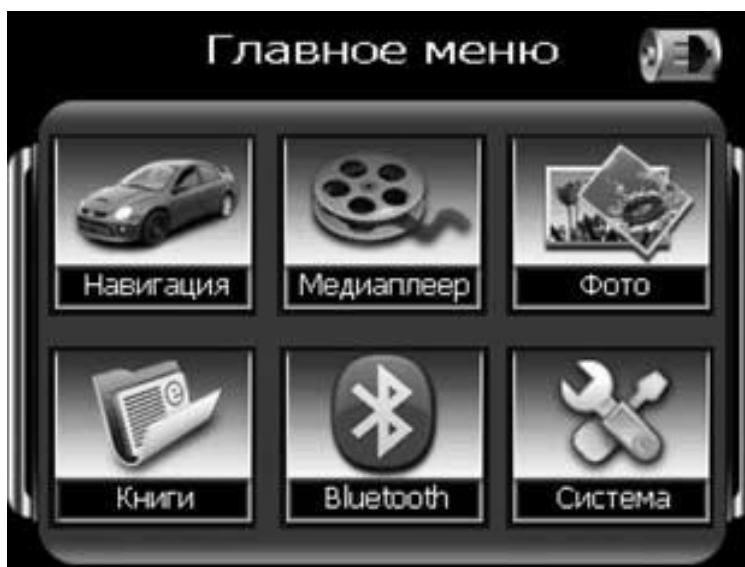 Главное меню
Навигация
Медиаплеер
Фото
Книги
Bluetooth
Система